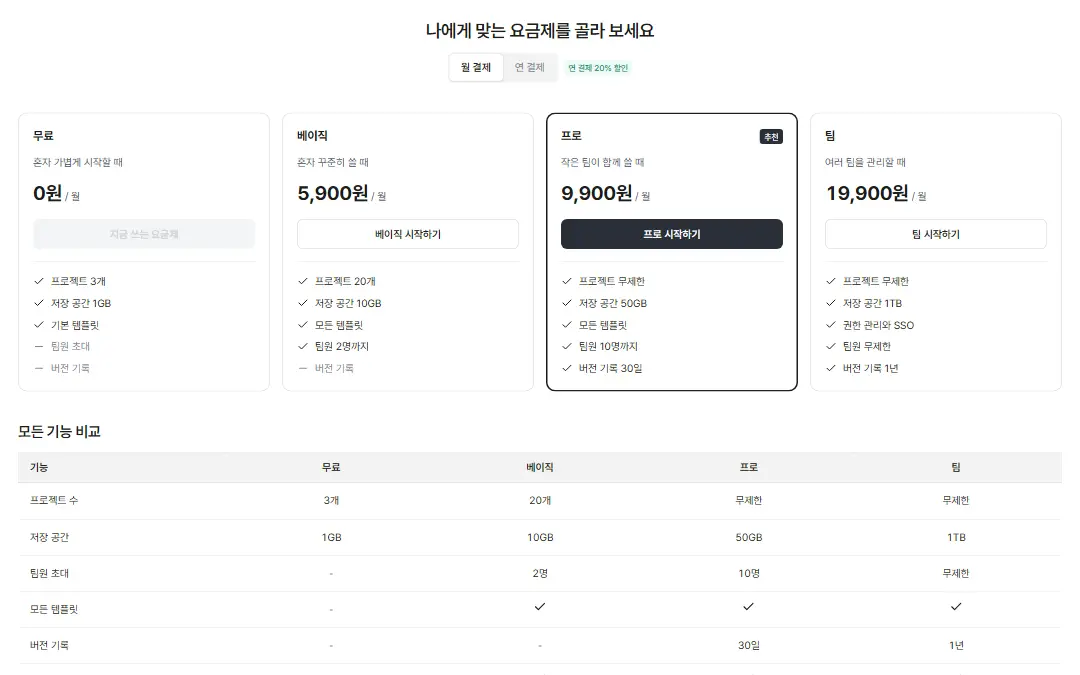 나에게 맞는 요금제를 골라 보세요
월 결제 연 결제 연 결제 20% 할인
무료
혼자 가볍게 시작할 때
0원 / 월
지금 쓰는 요금제
프로젝트 3개
저장 공간 1GB
기본 템플릿
팀원 초대
버전 기록
베이직
혼자 꾸준히 쓸 때
5,900원 / 월
베이직 시작하기
프로젝트 20개
저장 공간 10GB
모든 템플릿
팀원 2명까지
버전 기록
프로 추천
작은 팀이 함께 쓸 때
9,900원 / 월
프로 시작하기
프로젝트 무제한
저장 공간 50GB
모든 템플릿
팀원 10명까지
버전 기록 30일
팀
여러 팀을 관리할 때
19,900원 / 월
팀 시작하기
프로젝트 무제한
저장 공간 1TB
권한 관리와 SSO
팀원 무제한
버전 기록 1년
모든 기능 비교
기능 무료 베이직 프로 팀
프로젝트 수 3개 20개 무제한 무제한
저장 공간 1GB 10GB 50GB 1TB
팀원 초대 - 2명 10명 무제한
모든 템플릿 - ✓ ✓ ✓
버전 기록 - - 30일 1년